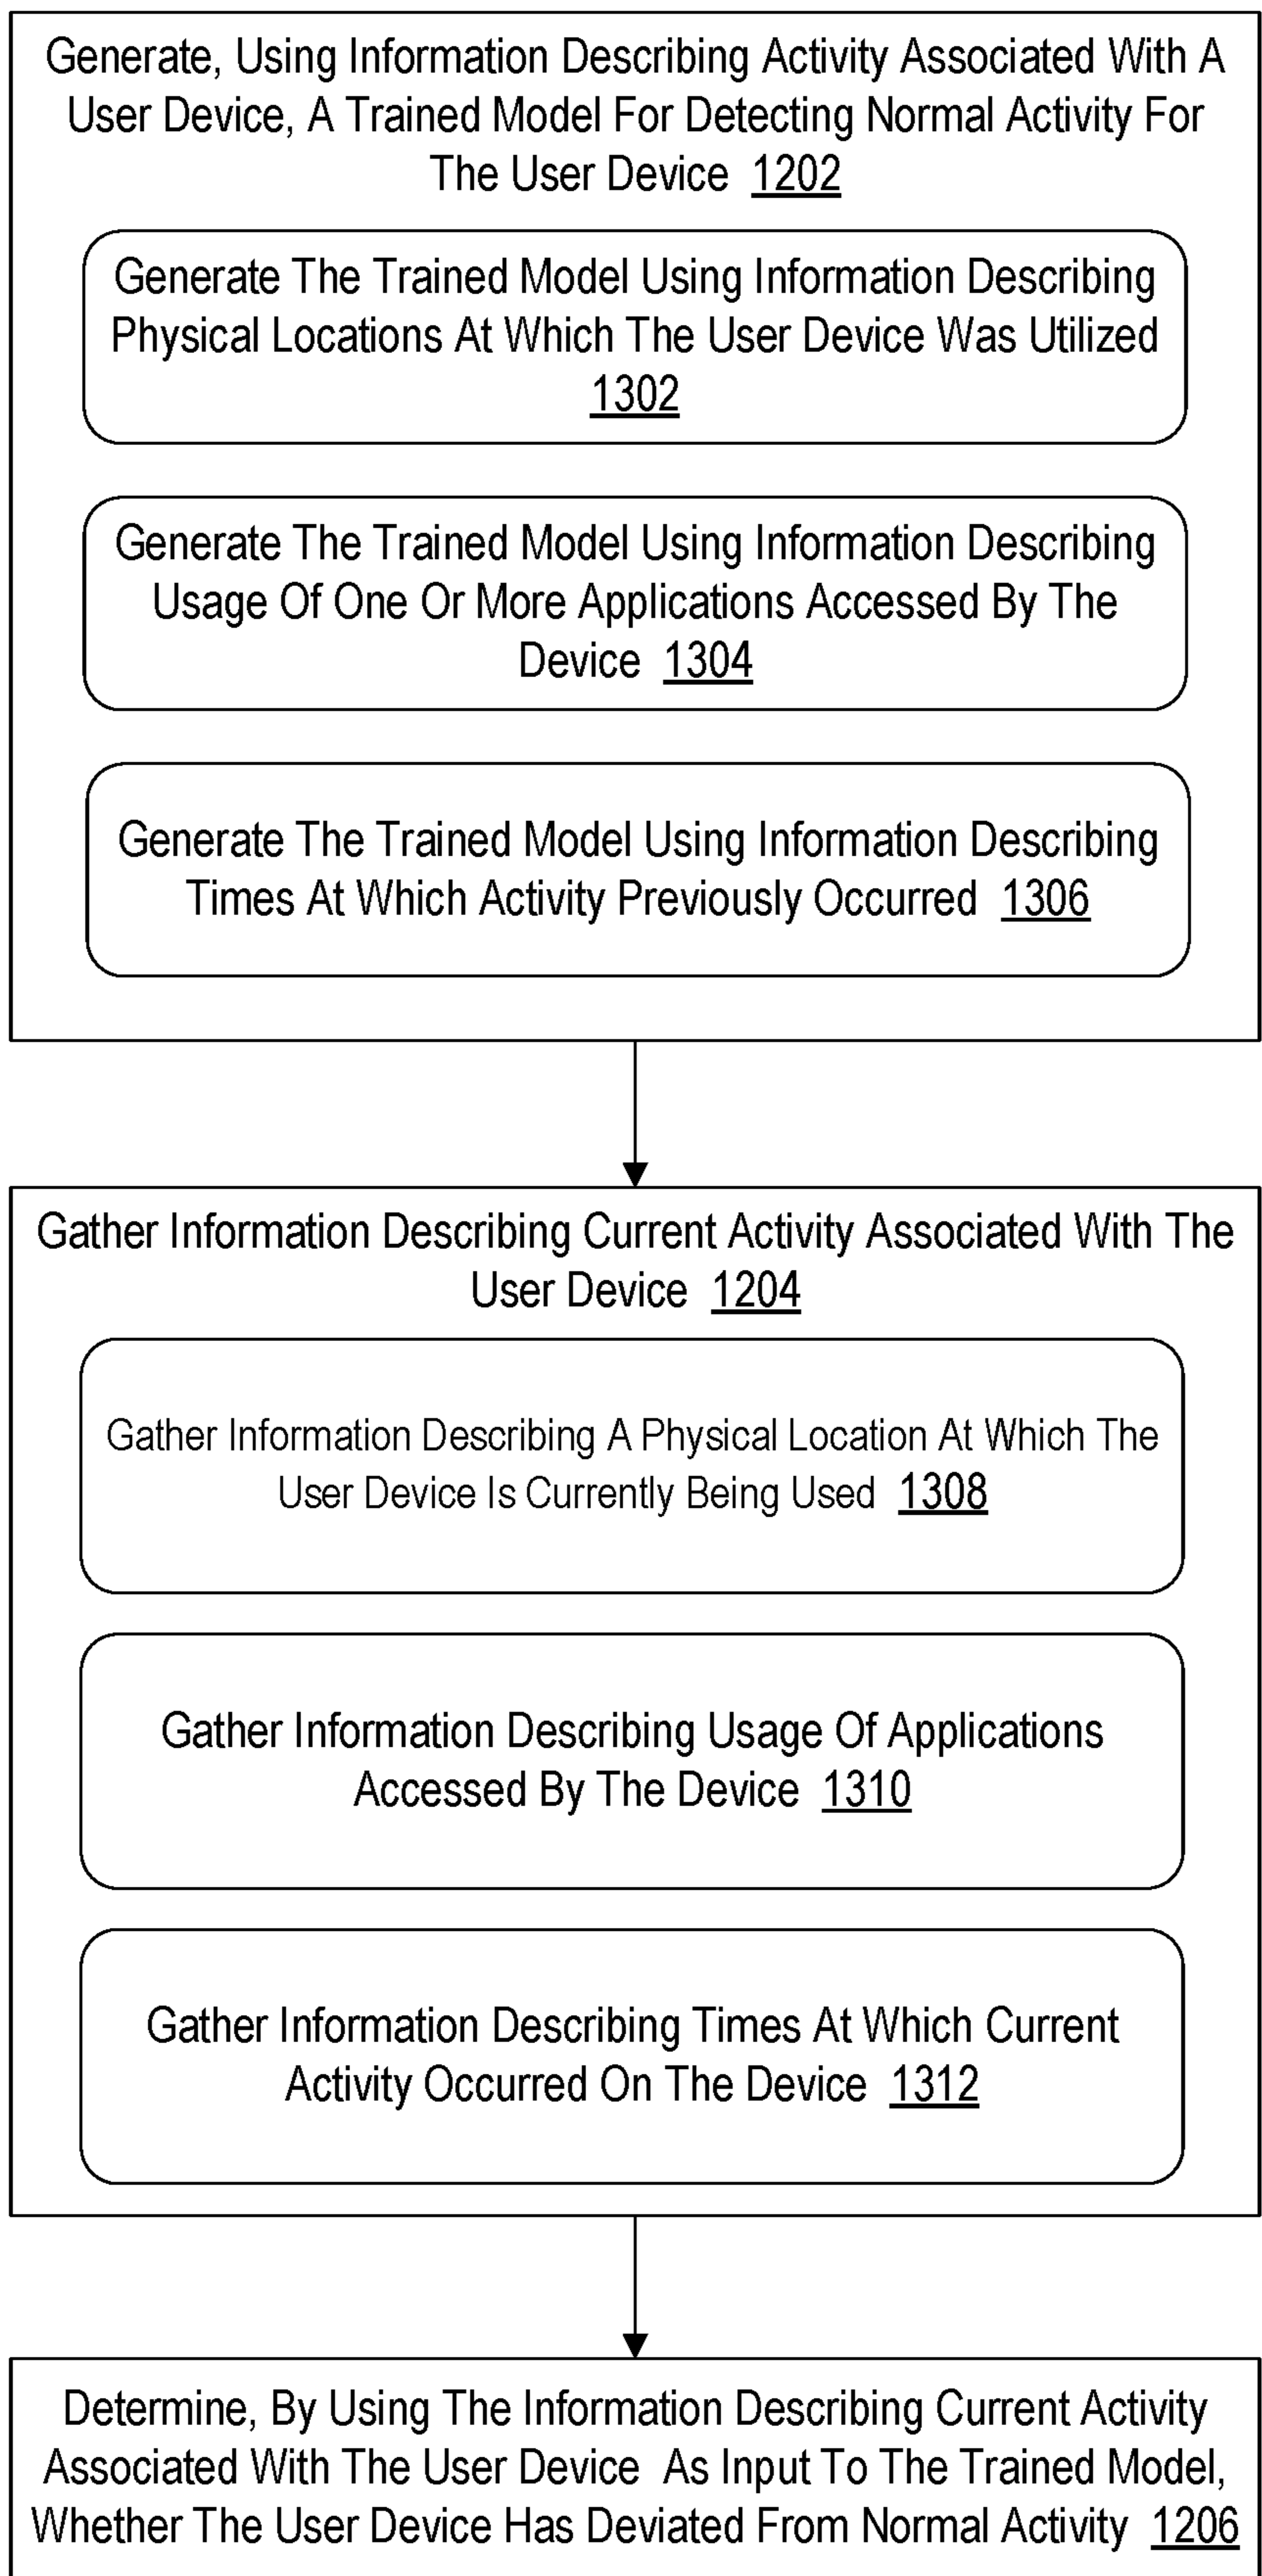 Generate, Using Information Describing Activity Associated With A
User Device, A Trained Model For Detecting Normal Activity For
The User Device 1202
Generate The Trained Model Using Information Describing
Physical Locations At Which The User Device Was Utilized
1302
Generate The Trained Model Using Information Describing
Usage Of One Or More Applications Accessed By The
Device 1304
Generate The Trained Model Using Information Describing
Times At Which Activity Previously Occurred 1306
Gather Information Describing Current Activity Associated With The
User Device 1204
Gather Information Describing A Physical Location At Which The
User Device Is Currently Being Used 1308
Gather Information Describing Usage Of Applications
Accessed By The Device 1310
Gather Information Describing Times At Which Current
Activity Occurred On The Device 1312
Determine, By Using The Information Describing Current Activity
Associated With The User Device As Input To The Trained Model,
Whether The User Device Has Deviated From Normal Activity 1206